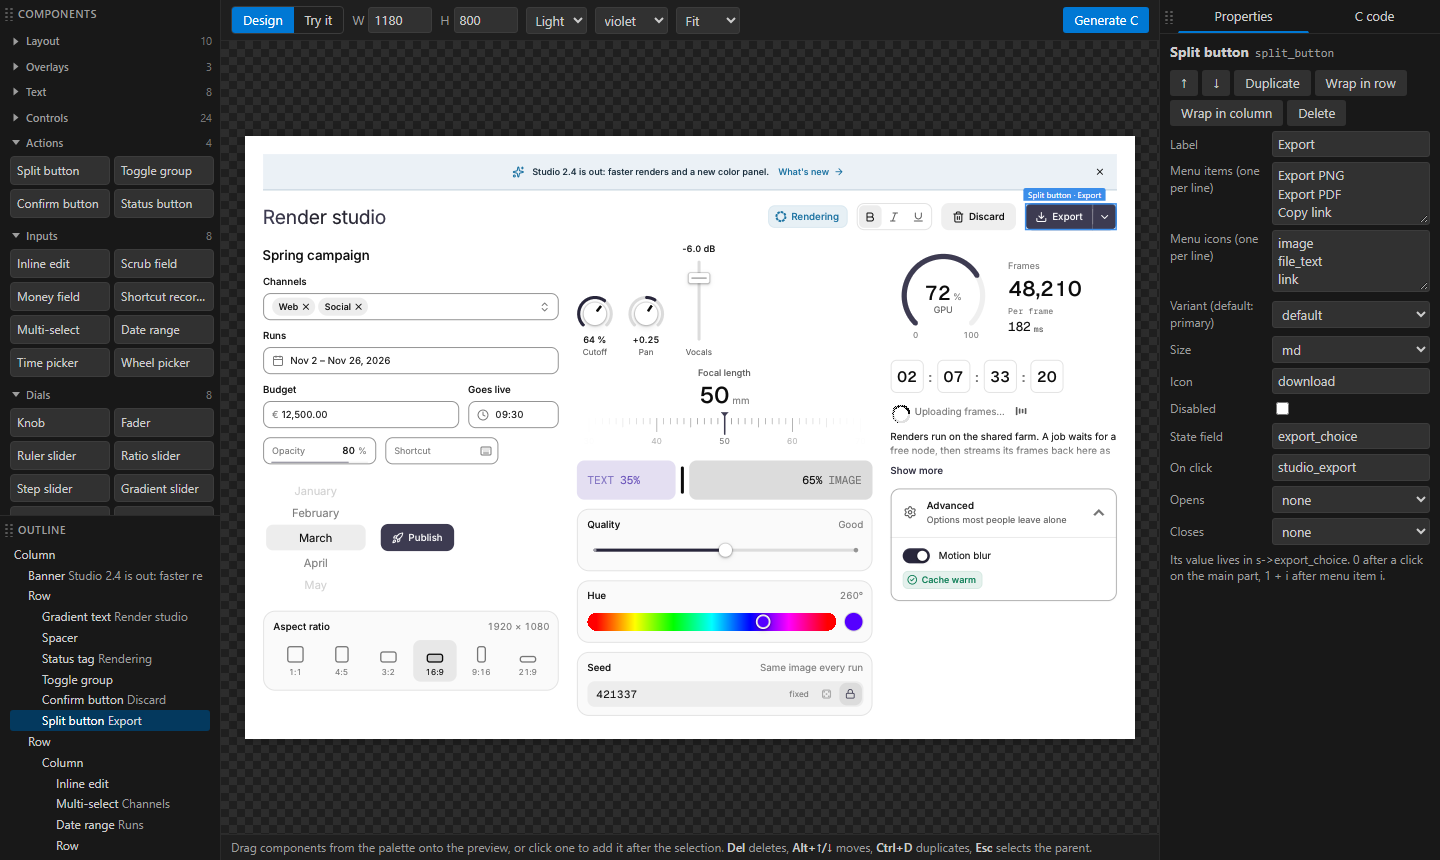 COMPONENTS
Layout 10
Overlays 3
Text 8
Controls 24
Actions 4
Split button Toggle group
Confirm button Status button
Inputs 8
Inline edit Scrub field
Money field Shortcut recor...
Multi-select Date range
Time picker Wheel picker
Dials 8
Knob Fader
Ruler slider Ratio slider
Step slider Gradient slider
OUTLINE
Column
Banner Studio 2.4 is out: faster re
Row
Gradient text Render studio
Spacer
Status tag Rendering
Toggle group
Confirm button Discard
Split button Export
Row
Column
Inline edit
Multi-select Channels
Date range Runs
Row
Design Try it W 1180 H 800 Light violet Fit Generate C
Studio 2.4 is out: faster renders and a new color panel. What's new →
Split button · Export
Render studio Rendering B I U Discard Export
Spring campaign
Channels
Web × Social ×
Runs
Nov 2 – Nov 26, 2026
Budget Goes live
€ 12,500.00 09:30
Opacity 80 % Shortcut
January
February
March
April
May
Publish
Aspect ratio 1920 × 1080
1:1 4:5 3:2 16:9 9:16 21:9
-6.0 dB
64 % +0.25
Cutoff Pan Vocals
Focal length
50 mm
40 50 60
TEXT 35% 65% IMAGE
Quality Good
Hue 260°
Seed Same image every run
421337 fixed
72 %
GPU
0 100
Frames
48,210
Per frame
182 ms
02 : 07 : 33 : 20
Uploading frames...
Renders run on the shared farm. A job waits for a
free node, then streams its frames back here as
Show more
Advanced
Options most people leave alone
Motion blur
Cache warm
Drag components from the palette onto the preview, or click one to add it after the selection. Del deletes, Alt+↑/↓ moves, Ctrl+D duplicates, Esc selects the parent.
Properties C code
Split button split_button
↑ ↓ Duplicate Wrap in row
Wrap in column Delete
Label Export
Menu items (one per line) Export PNG
Export PDF
Copy link
Menu icons (one per line) image
file_text
link
Variant (default: primary) default
Size md
Icon download
Disabled
State field export_choice
On click studio_export
Opens none
Closes none
Its value lives in s->export_choice. 0 after a click
on the main part, 1 + i after menu item i.